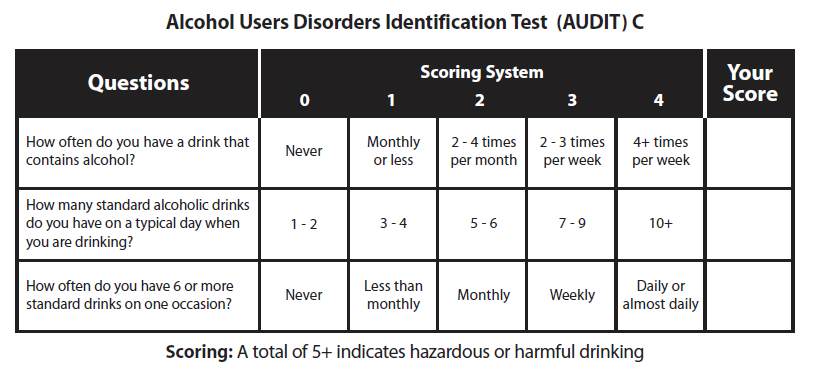 Alcohol Users Disorders Identification Test (AUDIT) C
Questions
Scoring System
Your
Score
0 1 2 3 4
How often do you have a drink that
contains alcohol?
Never
Monthly
or less
2 - 4 times
per month
2 - 3 times
per week
4+ times
per week
How many standard alcoholic drinks
do you have on a typical day when
you are drinking?
1 - 2
3 - 4
5 - 6
7 - 9
10+
How often do you have 6 or more
standard drinks on one occasion?
Never
Less than
monthly
Monthly
Weekly
Daily or
almost daily
Scoring: A total of 5+ indicates hazardous or harmful drinking